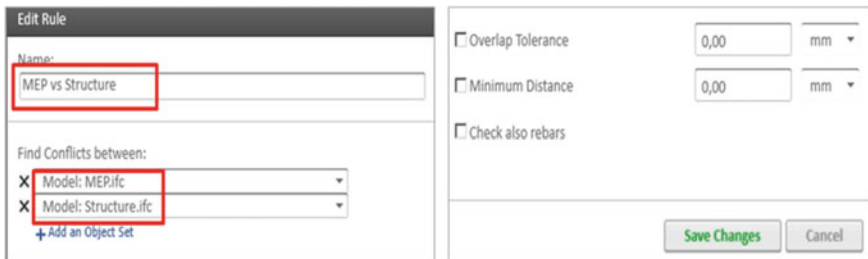 Edit Rule
Name:
MEP vs Structure
Find Conflicts between:
X Model: MEP.ifc
X Model: Structure.ifc
+ Add an Object Set
Overlap Tolerance 0,00 mm
Minimum Distance 0,00 mm
Check also rebars
Save Changes Cancel